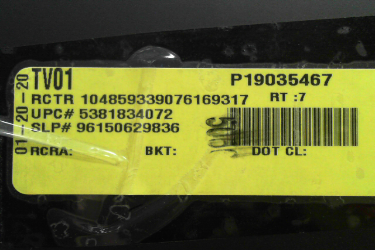 01-20-20
TV01 P19035467
RCTR 104859339076169317 RT :7
UPC# 5381834072
SLP# 96150629836
RCRA: BKT: DOT CL: